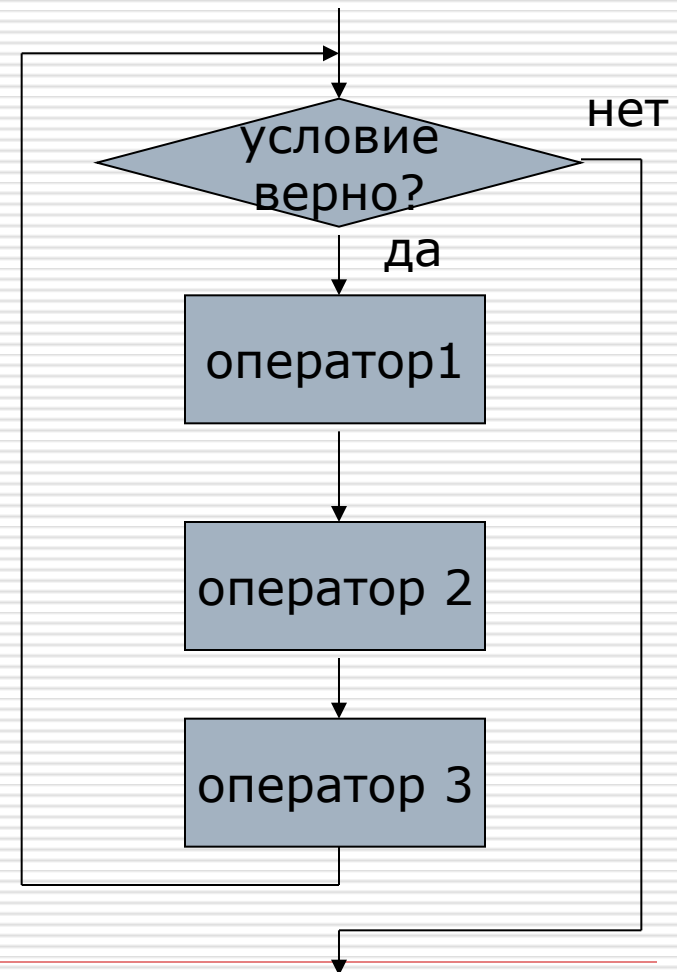 нет
условие
верно?
да
оператор1
оператор 2
оператор 3